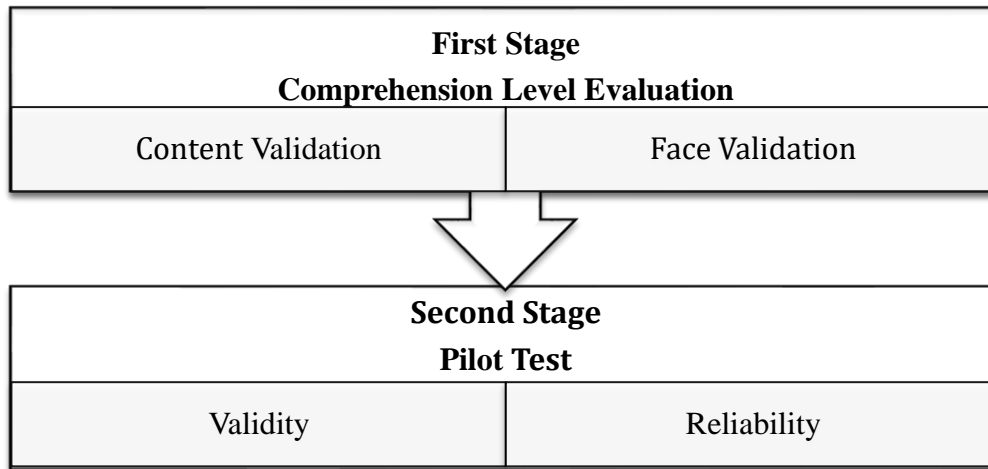 First Stage
Comprehension Level Evaluation
Content Validation
Face Validation
Second Stage
Pilot Test
Validity
Reliability